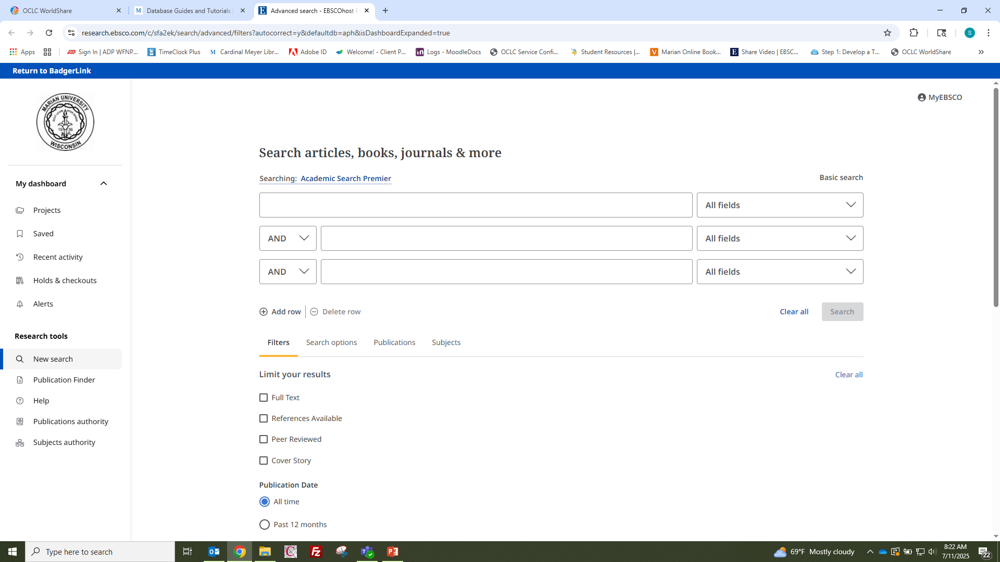 OCLC WorldShare
Database Guides and Tutorials
Advanced search - EBSCOhost
research.ebsco.com/c/sfa2ek/search/advanced/filters?autocorrect=y&defaultdb=aph&isDashboardExpanded=true
S
Apps
Sign In | ADP WFNP...
TimeClock Plus
Cardinal Meyer Libr...
Adobe ID
Welcome! - Client P...
Logs - MoodleDocs
OCLC Service Confi...
Student Resources |...
Marian Online Book...
Share Video | EBSC...
Step 1: Develop a T...
OCLC WorldShare
Return to BadgerLink
MARIAN UNIVERSITY
1936
WISCONSIN
MyEBSCO
My dashboard
Projects
Saved
Recent activity
Holds & checkouts
Alerts
Research tools
New search
Publication Finder
Help
Publications authority
Subjects authority
Search articles, books, journals & more
Searching: Academic Search Premier
Basic search
All fields
AND
All fields
AND
All fields
Add row
Delete row
Clear all
Search
Filters
Search options
Publications
Subjects
Limit your results
Clear all
Full Text
References Available
Peer Reviewed
Cover Story
Publication Date
All time
Past 12 months
Type here to search
69°F Mostly cloudy
8:22 AM
7/11/2025
22